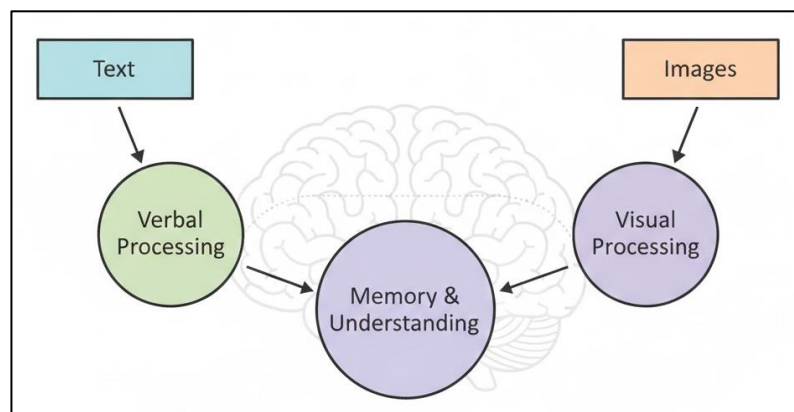 Text
Images
Verbal
Processing
Visual
Processing
Memory &
Understanding